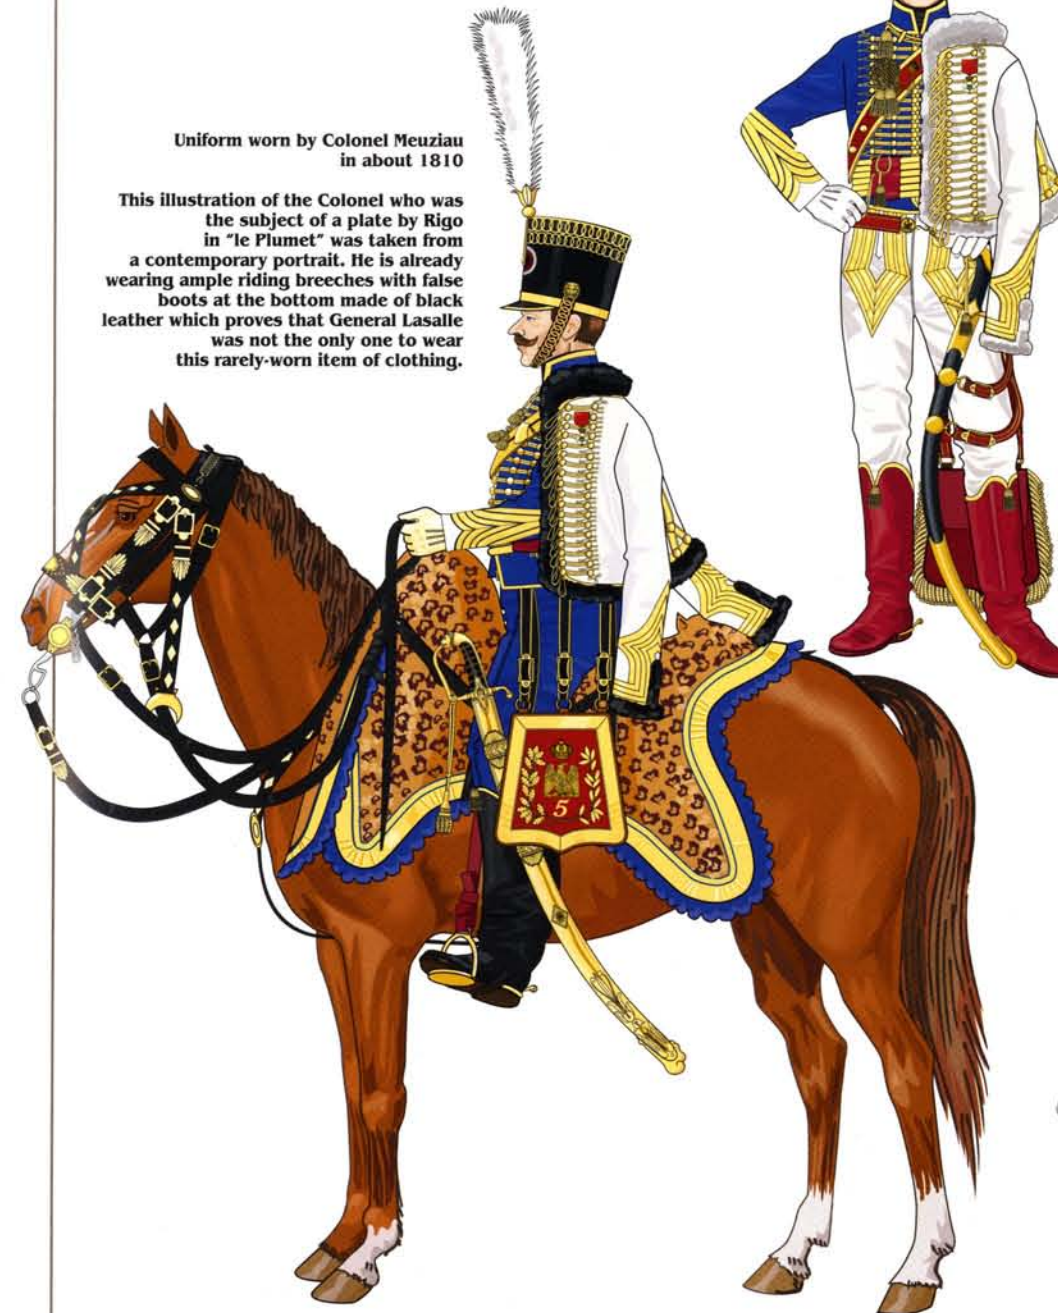 Uniform worn by Colonel Meuziau
in about 1810
This illustration of the Colonel who was
the subject of a plate by Rigo
in "le Plumet" was taken from
a contemporary portrait. He is already
wearing ample riding breeches with false
boots at the bottom made of black
leather which proves that General Lasalle
was not the only one to wear
this rarely-worn item of clothing.
5